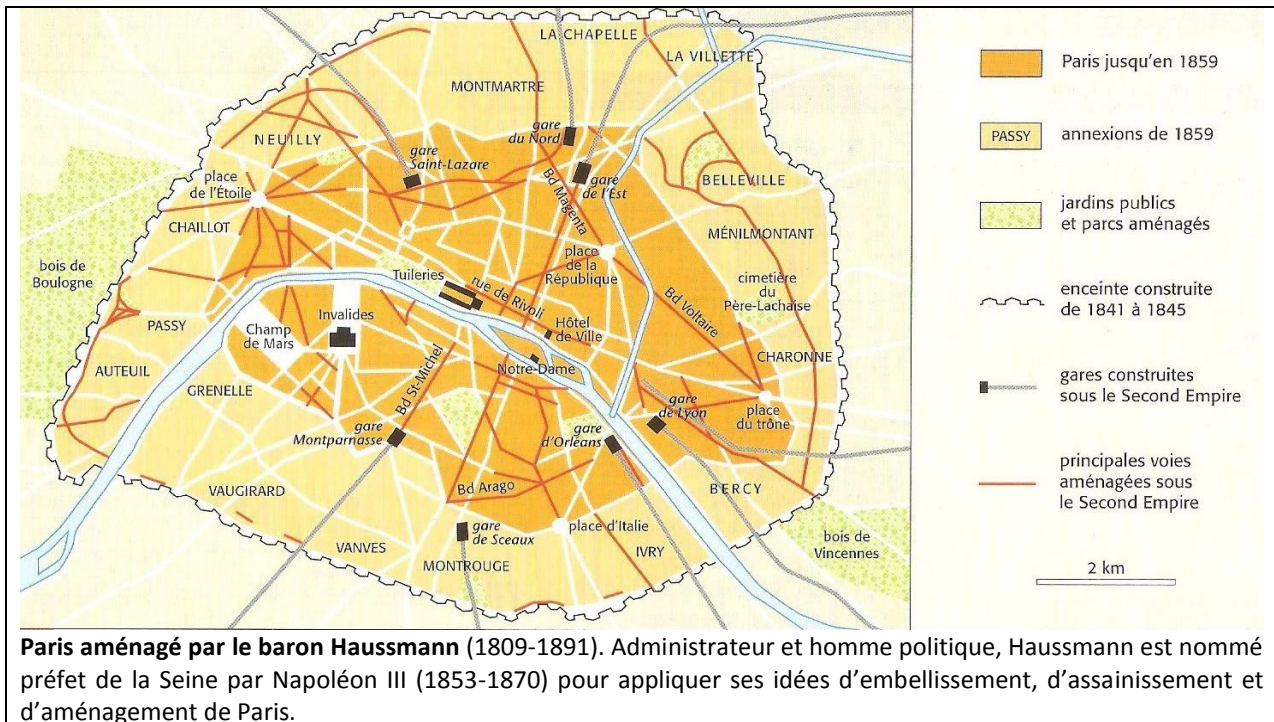 LA CHAPELLE
LA VILLETTE
MONTMARTRE
NEUILLY
gare
du Nord
gare
Saint-Lazare
gare
de l'Est
place
de l'Étoile
Bd Magenta
BELLEVILLE
CHAILLOT
MÉNILMONTANT
bois de
Boulogne
Tuileries
place
de la
République
rue de Rivoli
cimetière
du
Père-Lachaise
Bd Voltaire
PASSY
Champ
de Mars
Invalides
Hôtel
de Ville
Notre-Dame
CHARONNE
AUTEUIL
GRENELLE
Bd St-Michel
gare
de Lyon
place
du trône
gare
Montparnasse
gare
d'Orléans
VAUGIRARD
Bd Arago
BERCY
gare
de Sceaux
place d'Italie
VANVES
MONTROUGE
IVRY
bois de
Vincennes
Paris jusqu'en 1859
PASSY
annexions de 1859
jardins publics
et parcs aménagés
enceinte construite
de 1841 à 1845
gares construites
sous le Second Empire
principales voies
aménagées sous
le Second Empire
2 km
Paris aménagé par le baron Haussmann (1809-1891). Administrateur et homme politique, Haussmann est nommé
préfet de la Seine par Napoléon III (1853-1870) pour appliquer ses idées d'embellissement, d'assainissement et
d'aménagement de Paris.